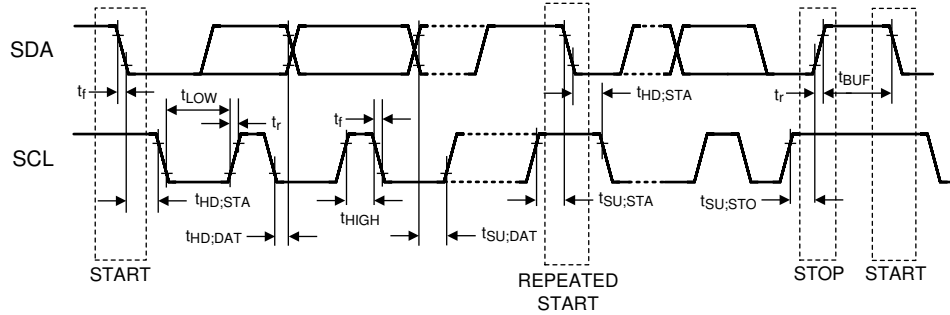 SDA
t_f
t_LOW
t_r
t_f
t_HD;STA
t_r
t_BUF
SCL
t_HD;STA
t_HD;DAT
t_HIGH
t_SU;DAT
t_SU;STA
t_SU;STO
START
REPEATED
START
STOP
START